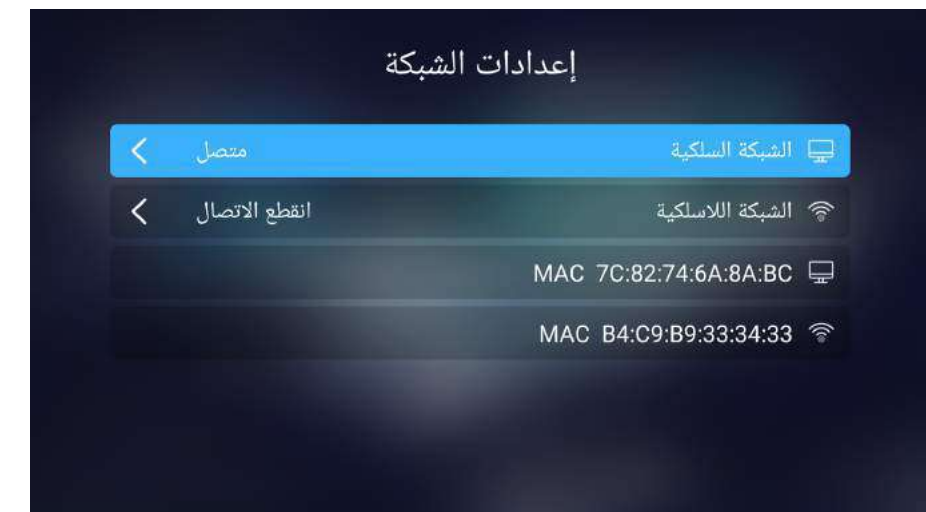 إعدادات الشبكة
الشبكة السلكية متصل
الشبكة اللاسلكية انقطع الاتصال
MAC 7C:82:74:6A:8A:BC
MAC B4:C9:B9:33:34:33